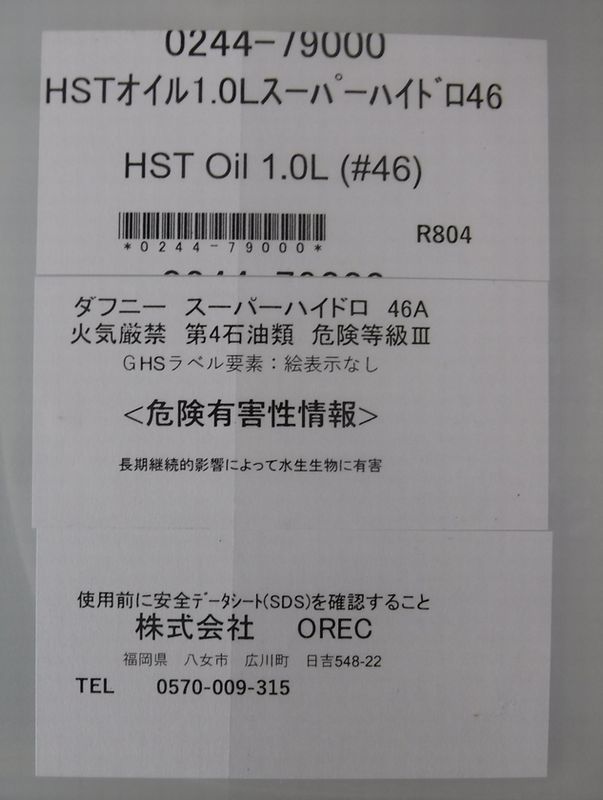 0244-79000
HSTオイル1.0Lスーパーハイドロ46
HST Oil 1.0L (#46)
*0244-79000*
R804
0244-79000
ダフニー スーパーハイドロ 46A
火気厳禁 第4石油類 危険等級Ⅲ
GHSラベル要素：絵表示なし
<危険有害性情報>
長期継続的影響によって水生生物に有害
使用前に安全データシート(SDS)を確認すること
株式会社 OREC
福岡県 八女市 広川町 日吉548-22
TEL 0570-009-315